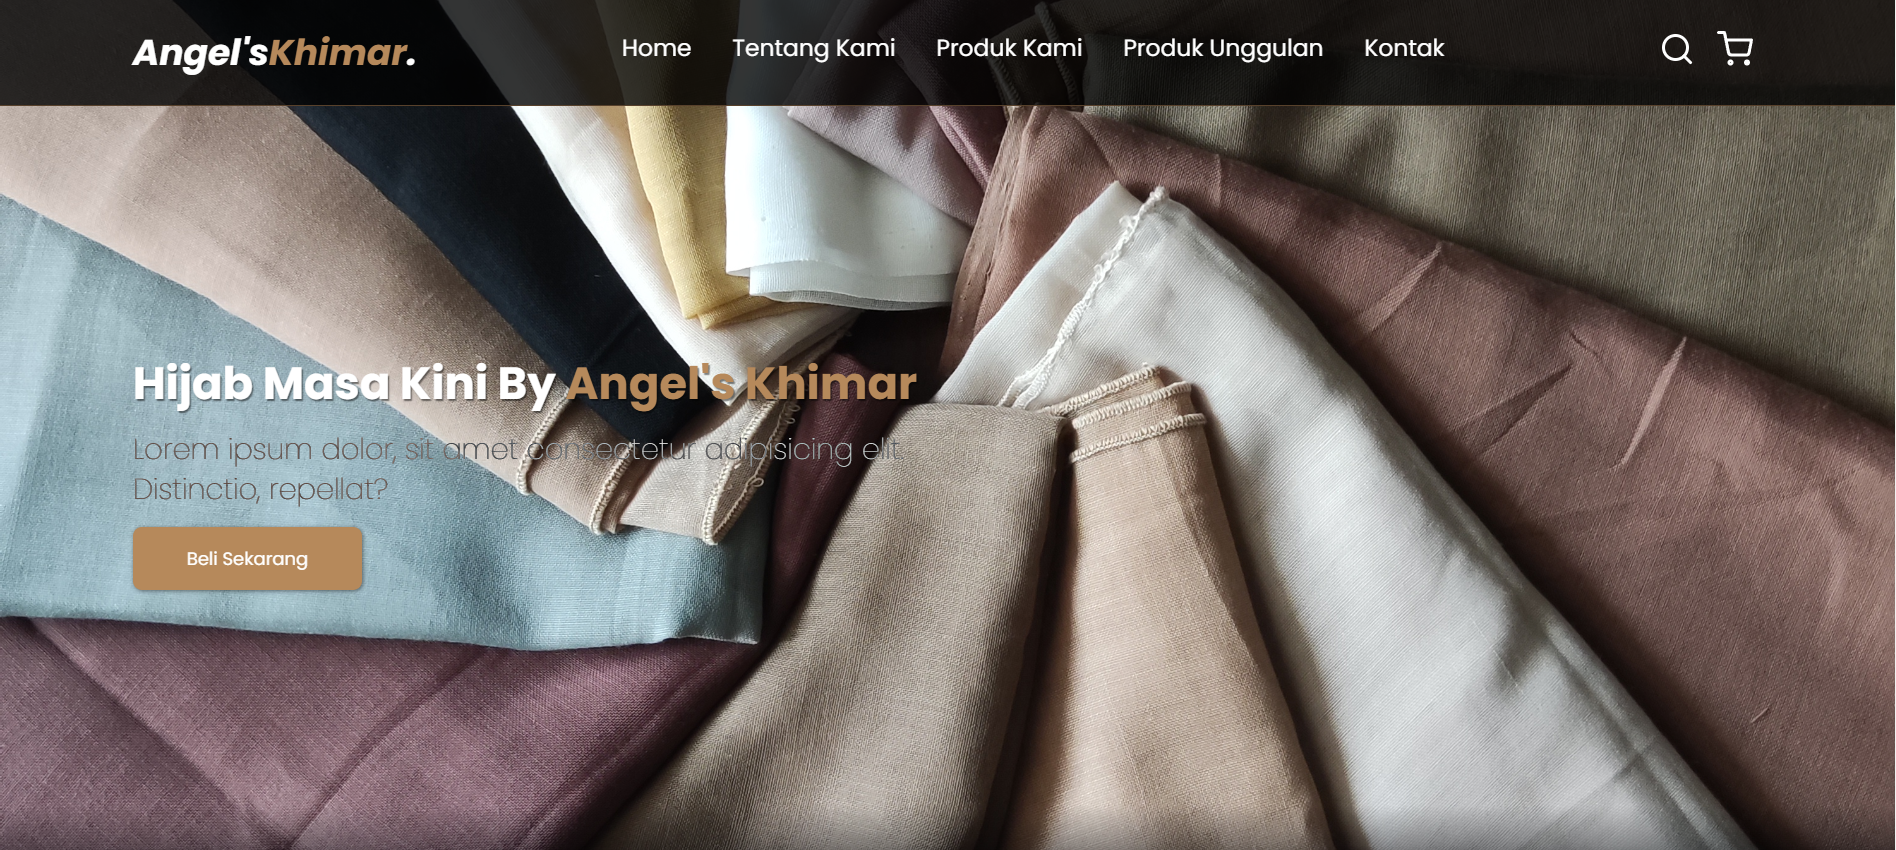 Angel'sKhimar.
Home Tentang Kami Produk Kami Produk Unggulan Kontak
Hijab Masa Kini By Angel's Khimar
Lorem ipsum dolor, sit amet consectetur adipisicing elit.
Distinctio, repellat?
Beli Sekarang